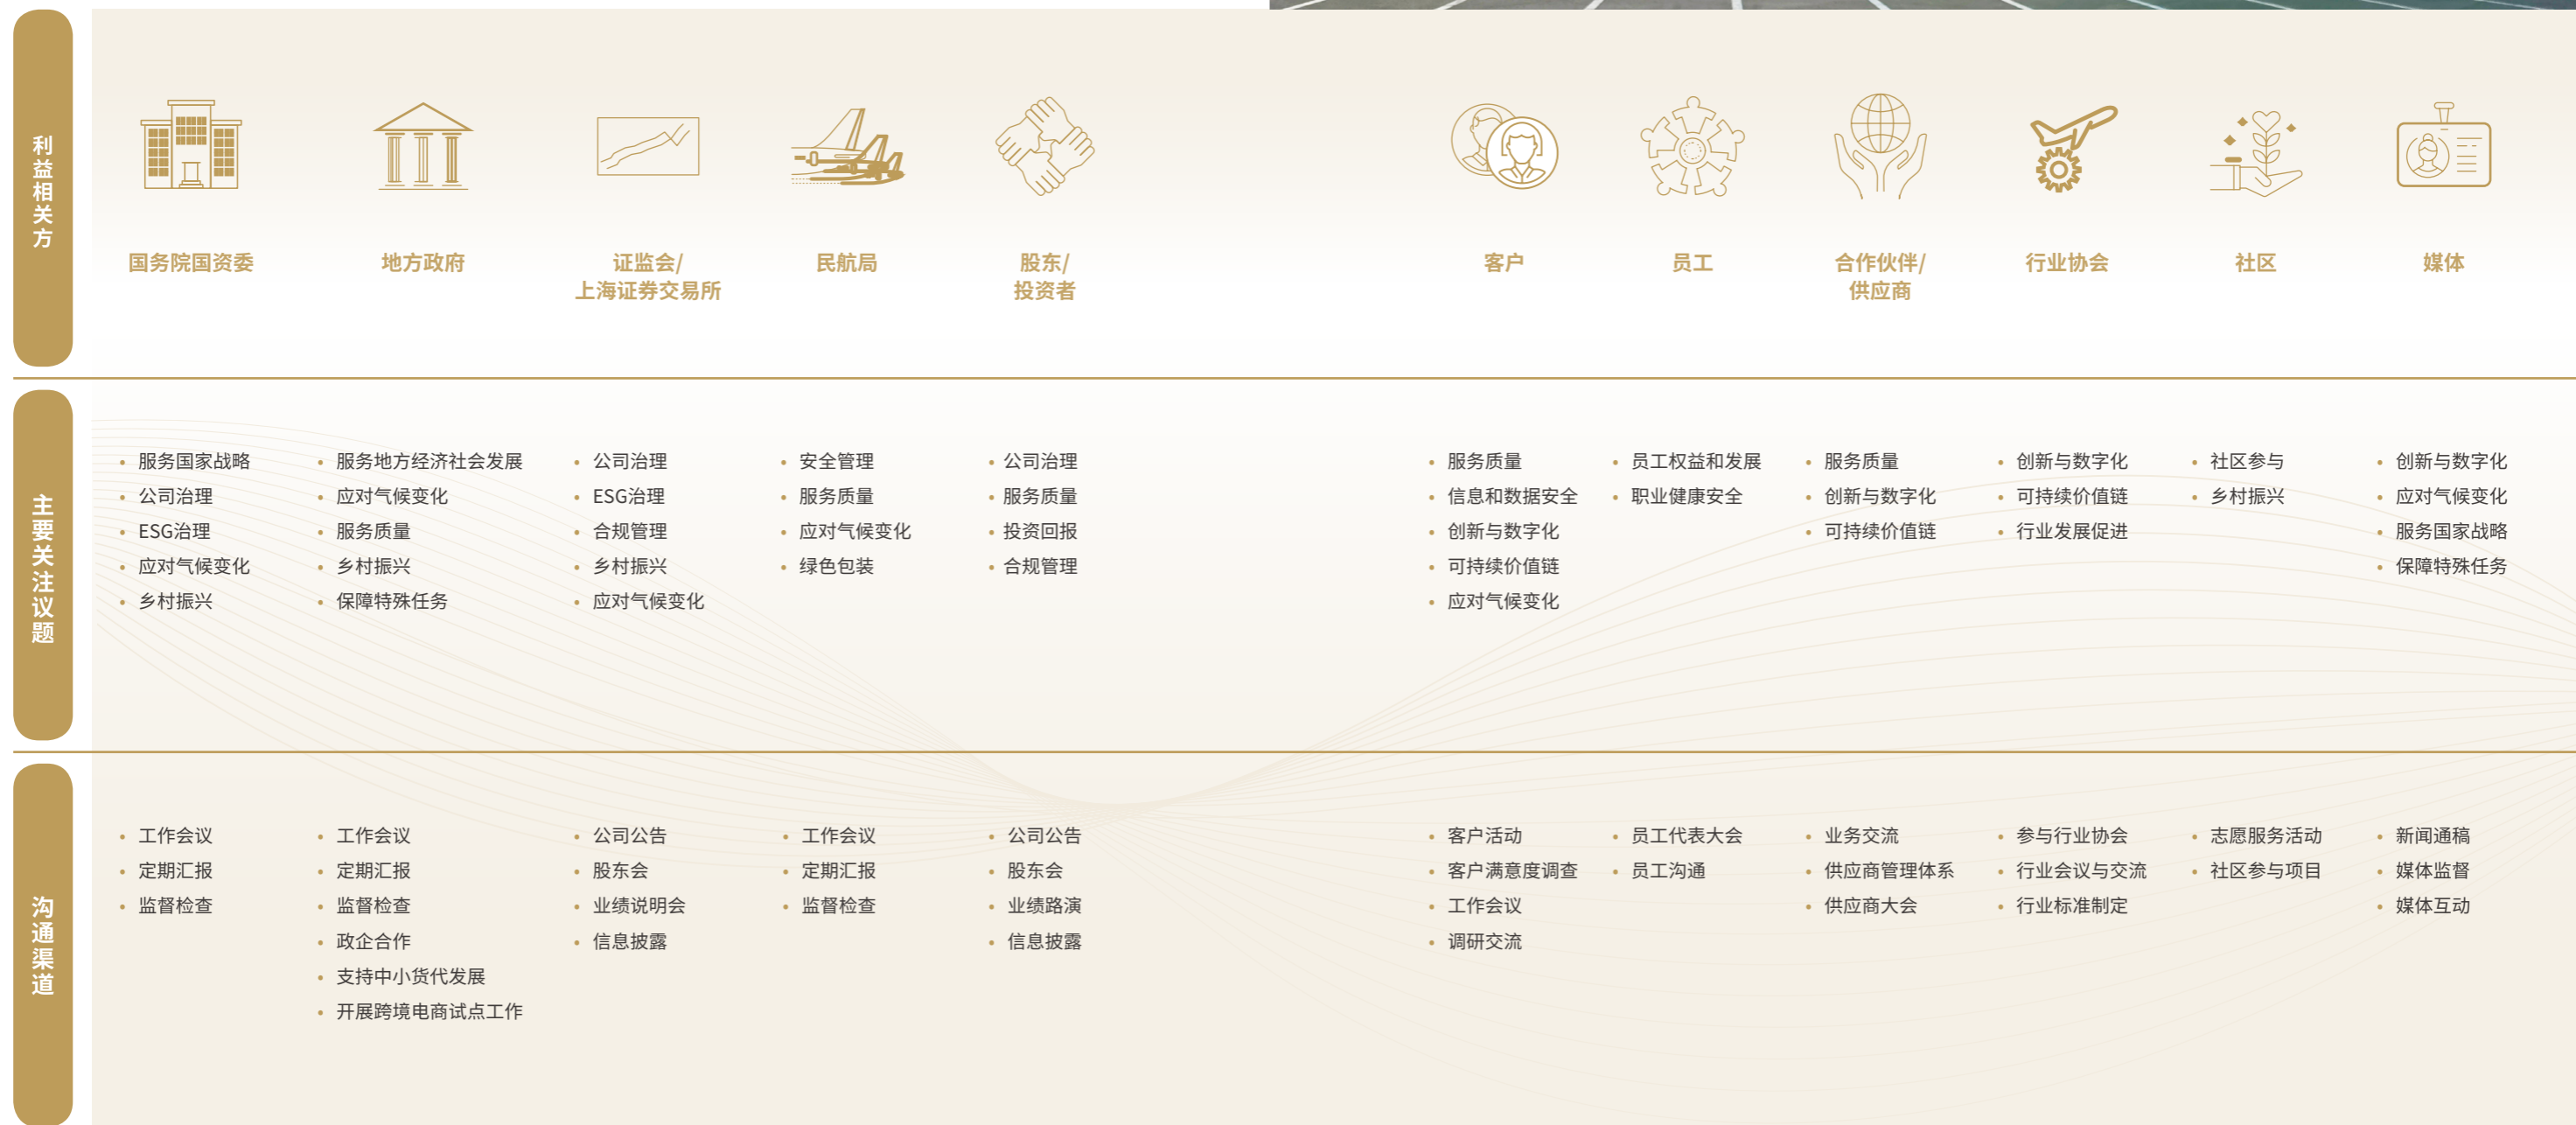 利益相关方
国务院国资委
地方政府
证监会/
上海证券交易所
民航局
股东/
投资者
客户
员工
合作伙伴/
供应商
行业协会
社区
媒体
主要关注议题
服务国家战略
公司治理
ESG治理
应对气候变化
乡村振兴
服务地方经济社会发展
应对气候变化
服务质量
乡村振兴
保障特殊任务
公司治理
ESG治理
合规管理
乡村振兴
应对气候变化
安全管理
服务质量
应对气候变化
绿色包装
公司治理
服务质量
投资回报
合规管理
服务质量
信息和数据安全
创新与数字化
可持续价值链
应对气候变化
员工权益和发展
职业健康安全
服务质量
创新与数字化
可持续价值链
创新与数字化
可持续价值链
行业发展促进
社区参与
乡村振兴
创新与数字化
应对气候变化
服务国家战略
保障特殊任务
沟通渠道
工作会议
定期汇报
监督检查
工作会议
定期汇报
监督检查
政企合作
支持中小货代发展
开展跨境电商试点工作
公司公告
股东会
业绩说明会
信息披露
工作会议
定期汇报
监督检查
公司公告
股东会
业绩路演
信息披露
客户活动
客户满意度调查
工作会议
调研交流
员工代表大会
员工沟通
业务交流
供应商管理体系
供应商大会
参与行业协会
行业会议与交流
行业标准制定
志愿服务活动
社区参与项目
新闻通稿
媒体监督
媒体互动